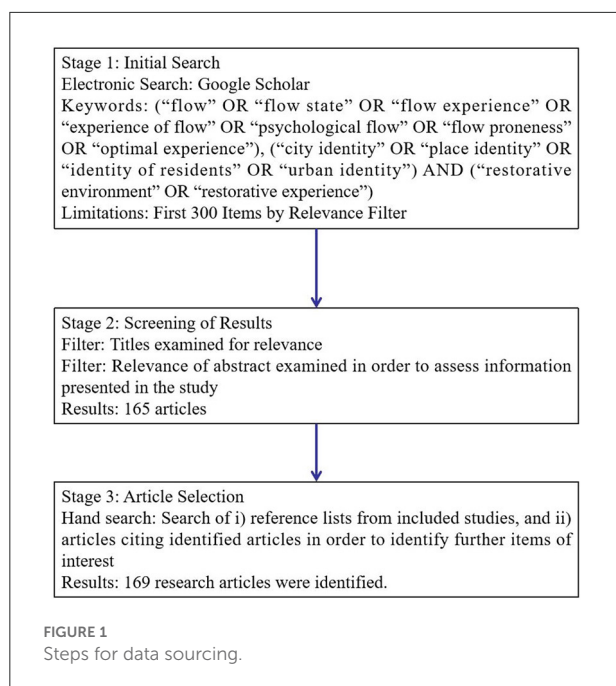 Stage 1: Initial Search
Electronic Search: Google Scholar
Keywords: (“flow” OR “flow state” OR “flow experience” OR
“experience of flow” OR “psychological flow” OR “flow proneness”
OR “optimal experience”), (“city identity” OR “place identity” OR
“identity of residents” OR “urban identity”) AND (“restorative
environment” OR “restorative experience”)
Limitations: First 300 Items by Relevance Filter
Stage 2: Screening of Results
Filter: Titles examined for relevance
Filter: Relevance of abstract examined in order to assess information
presented in the study
Results: 165 articles
Stage 3: Article Selection
Hand search: Search of i) reference lists from included studies, and ii)
articles citing identified articles in order to identify further items of
interest
Results: 169 research articles were identified.
FIGURE 1
Steps for data sourcing.